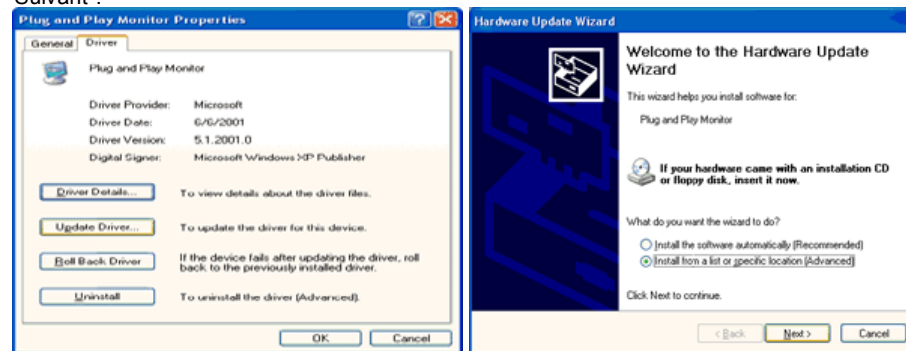 Suivant".
Plug and Play Monitor Properties
General
Driver
Plug and Play Monitor
Driver Provider: Microsoft
Driver Date: 6/6/2001
Driver Version: 5.1.2001.0
Digital Signer: Microsoft Windows XP Publisher
Driver Details...
To view details about the driver files.
Update Driver...
To update the driver for this device.
Roll Back Driver
If the device fails after updating the driver, roll
back to the previously installed driver.
Uninstall
To uninstall the driver (Advanced).
OK
Cancel
Hardware Update Wizard
Welcome to the Hardware Update
Wizard
This wizard helps you install software for:
Plug and Play Monitor
If your hardware came with an installation CD
or floppy disk, insert it now.
What do you want the wizard to do?
Install the software automatically (Recommended)
Install from a list or specific location (Advanced)
Click Next to continue.
< Back
Next >
Cancel